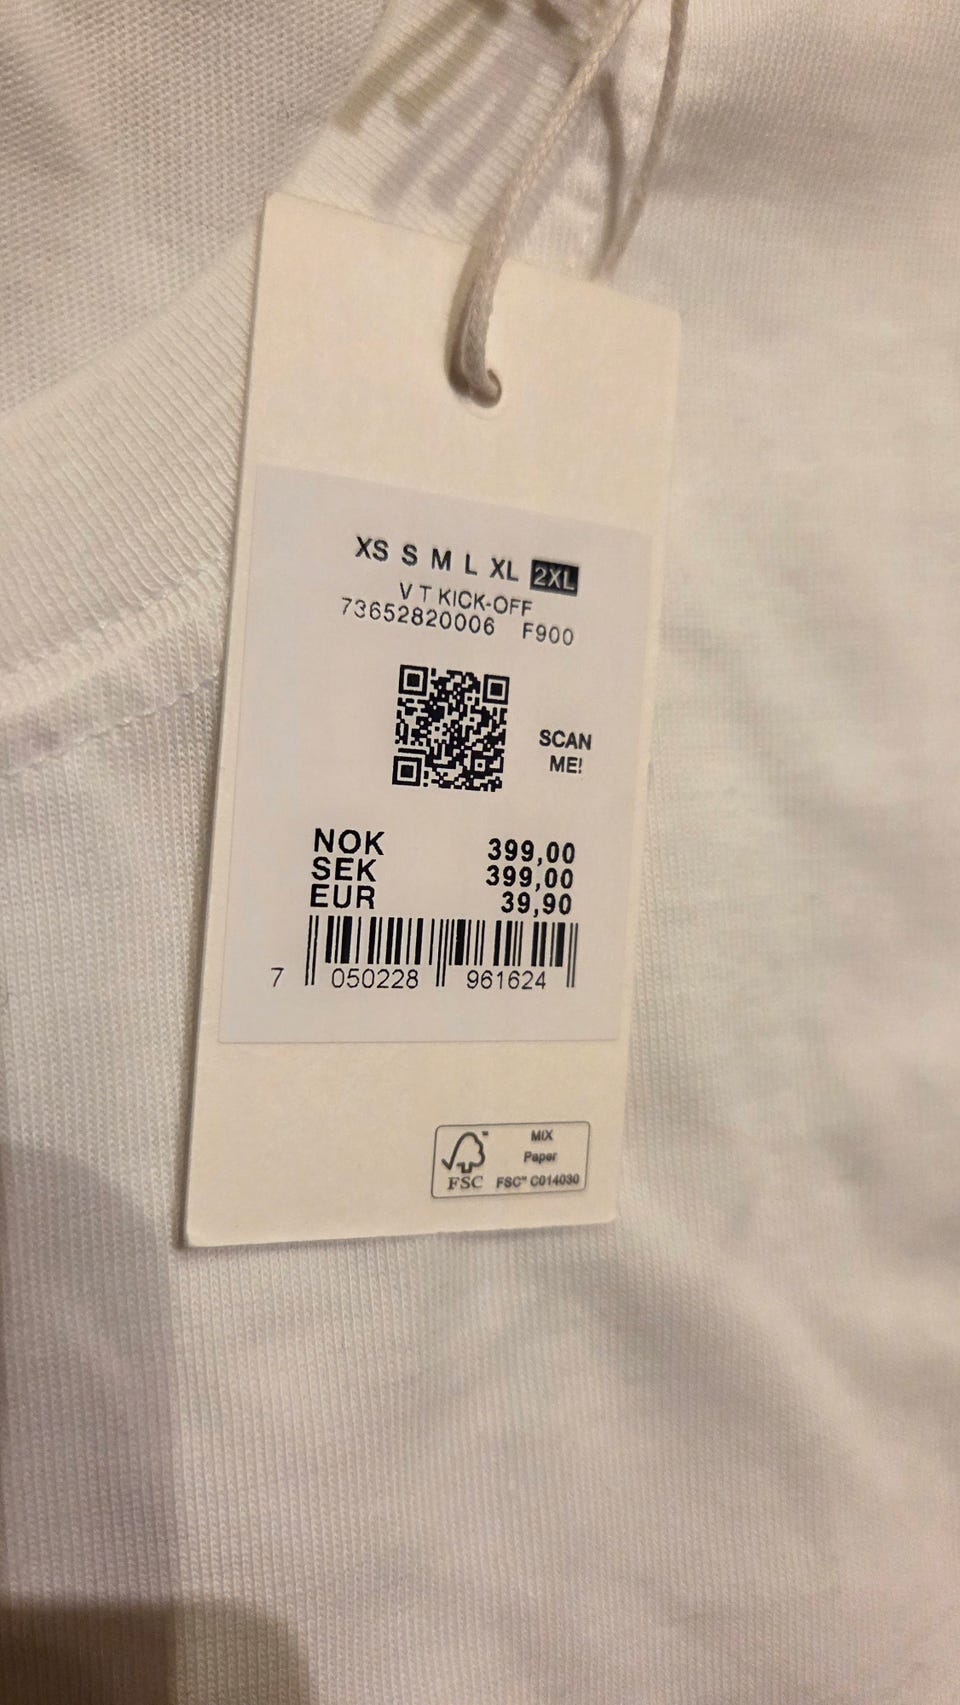 XS S M L XL 2XL
V T KICK-OFF
73652820006 F900
SCAN
ME!
NOK 399,00
SEK 399,00
EUR 39,90
7 050228 961624
MIX
Paper
FSC™ C014030
FSC